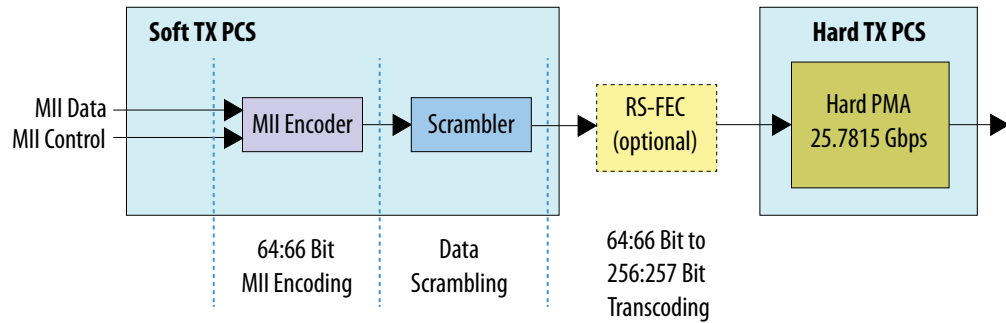 Soft TX PCS
Hard TX PCS
MII Data
MII Control
MII Encoder
Scrambler
RS-FEC
(optional)
Hard PMA
25.7815 Gbps
64:66 Bit
MII Encoding
Data
Scrambling
64:66 Bit to
256:257 Bit
Transcoding